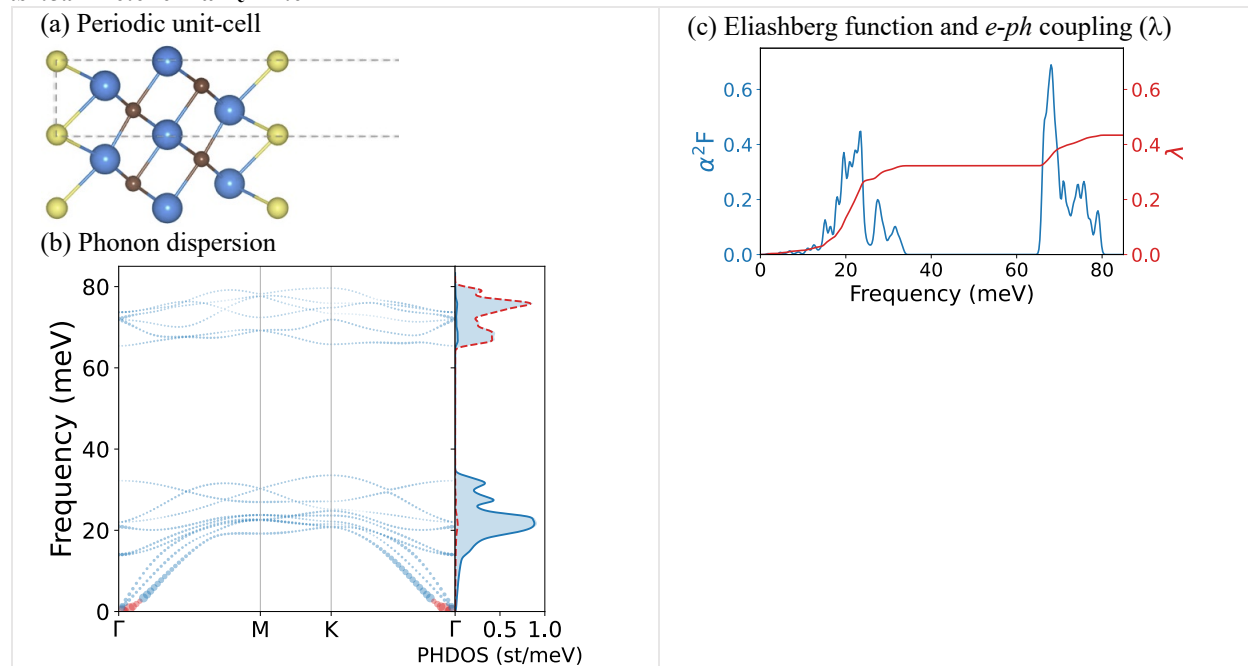 (a) Periodic unit-cell
(b) Phonon dispersion
80
60
40
20
0
Frequency (meV)
Γ M K Γ
0.5 1.0
PHDOS (st/meV)
(c) Eliashberg function and e-ph coupling (λ)
0.6
0.4
0.2
0.0
α²F
0.6
0.4
0.2
0.0
λ
0 20 40 60 80
Frequency (meV)